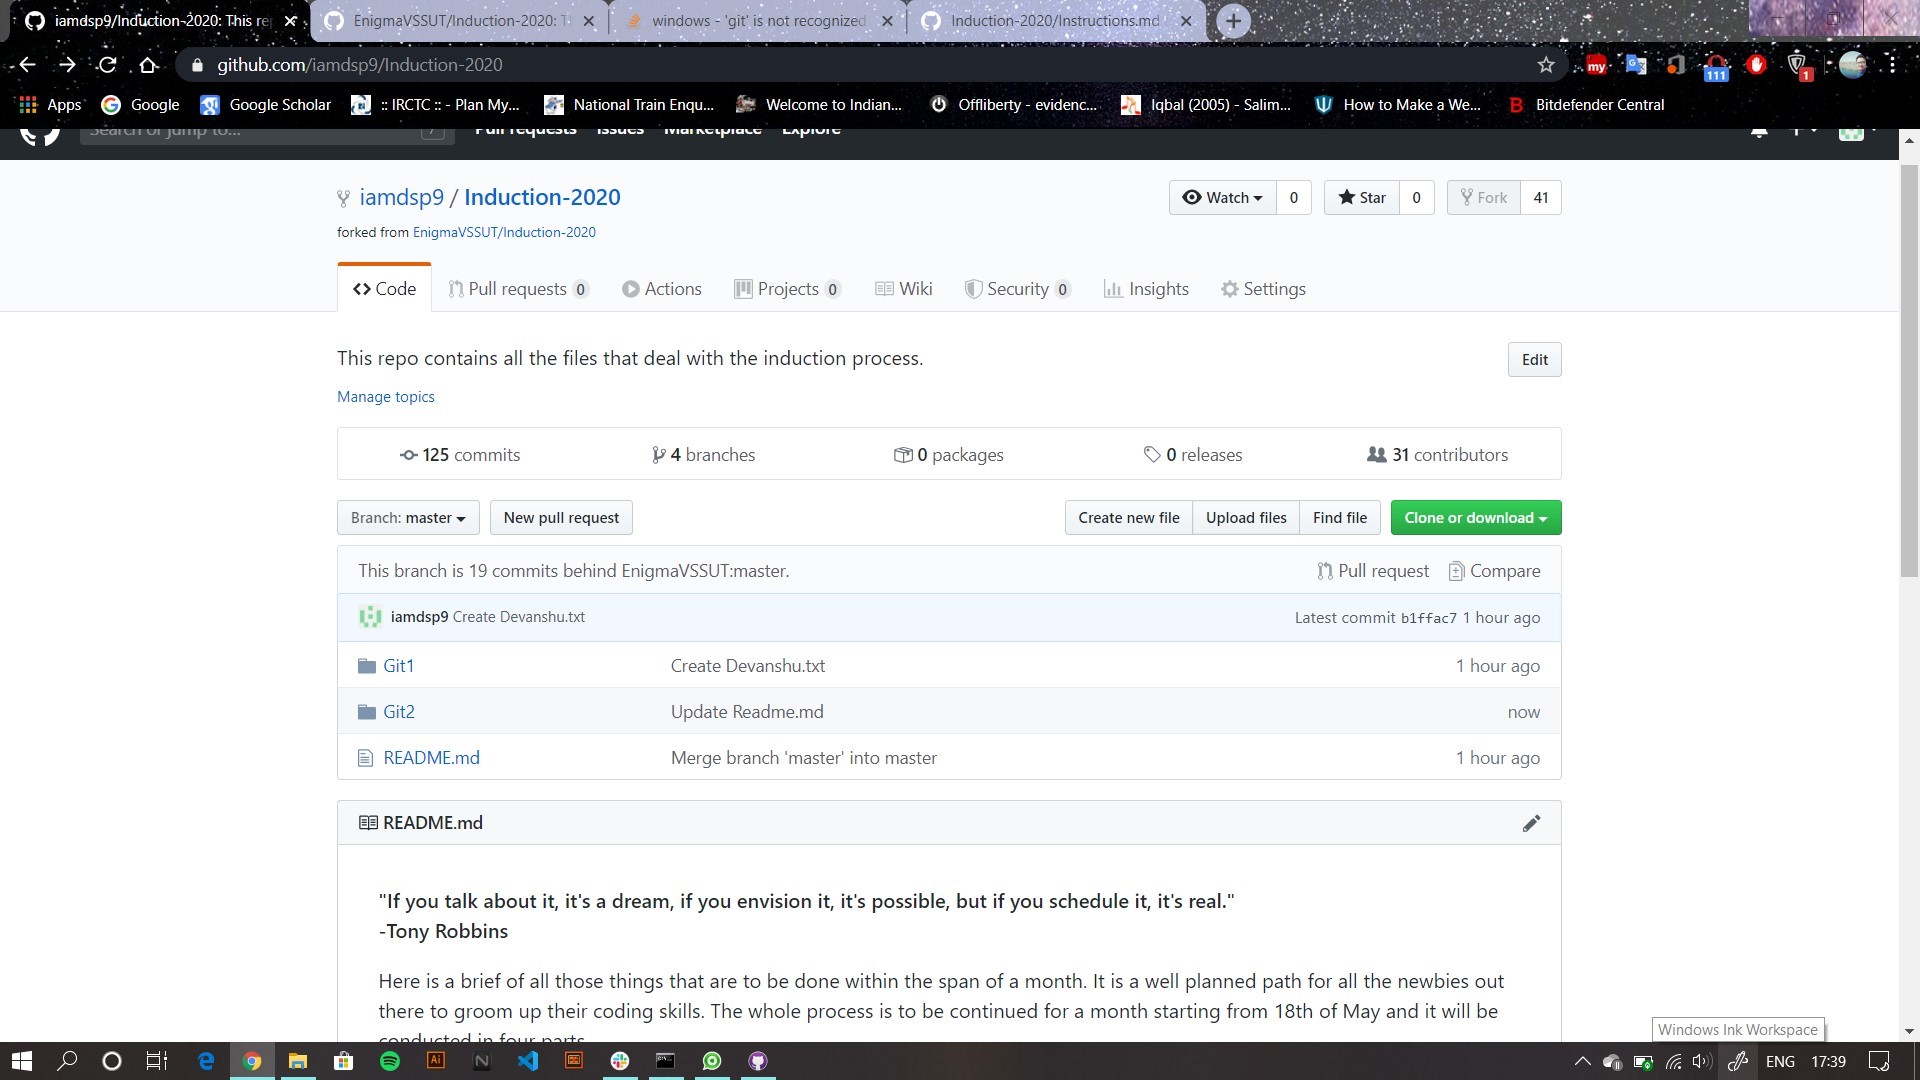 iamdsp9/Induction-2020: This re
EnigmaVSSUT/Induction-2020: T
windows - 'git' is not recognized
Induction-2020/Instructions.md
github.com/iamdsp9/Induction-2020
my
111
1
Apps
Google
Google Scholar
:: IRCTC :: - Plan My...
National Train Enqu...
Welcome to Indian...
Offliberty - evidenc...
Iqbal (2005) - Salim...
How to Make a We...
Bitdefender Central
Search or jump to...
/
Pull requests
Issues
Marketplace
Explore
iamdsp9 / Induction-2020
Watch
0
Star
0
Fork
41
forked from EnigmaVSSUT/Induction-2020
Code
Pull requests 0
Actions
Projects 0
Wiki
Security 0
Insights
Settings
This repo contains all the files that deal with the induction process.
Edit
Manage topics
125 commits
4 branches
0 packages
0 releases
31 contributors
Branch: master
New pull request
Create new file
Upload files
Find file
Clone or download
This branch is 19 commits behind EnigmaVSSUT:master.
Pull request
Compare
iamdsp9 Create Devanshu.txt
Latest commit b1ffac7 1 hour ago
Git1
Create Devanshu.txt
1 hour ago
Git2
Update Readme.md
now
README.md
Merge branch 'master' into master
1 hour ago
README.md
"If you talk about it, it's a dream, if you envision it, it's possible, but if you schedule it, it's real."
-Tony Robbins
Here is a brief of all those things that are to be done within the span of a month. It is a well planned path for all the newbies out
there to groom up their coding skills. The whole process is to be continued for a month starting from 18th of May and it will be
conducted in four parts
Windows Ink Workspace
Ai
N
ENG
17:39